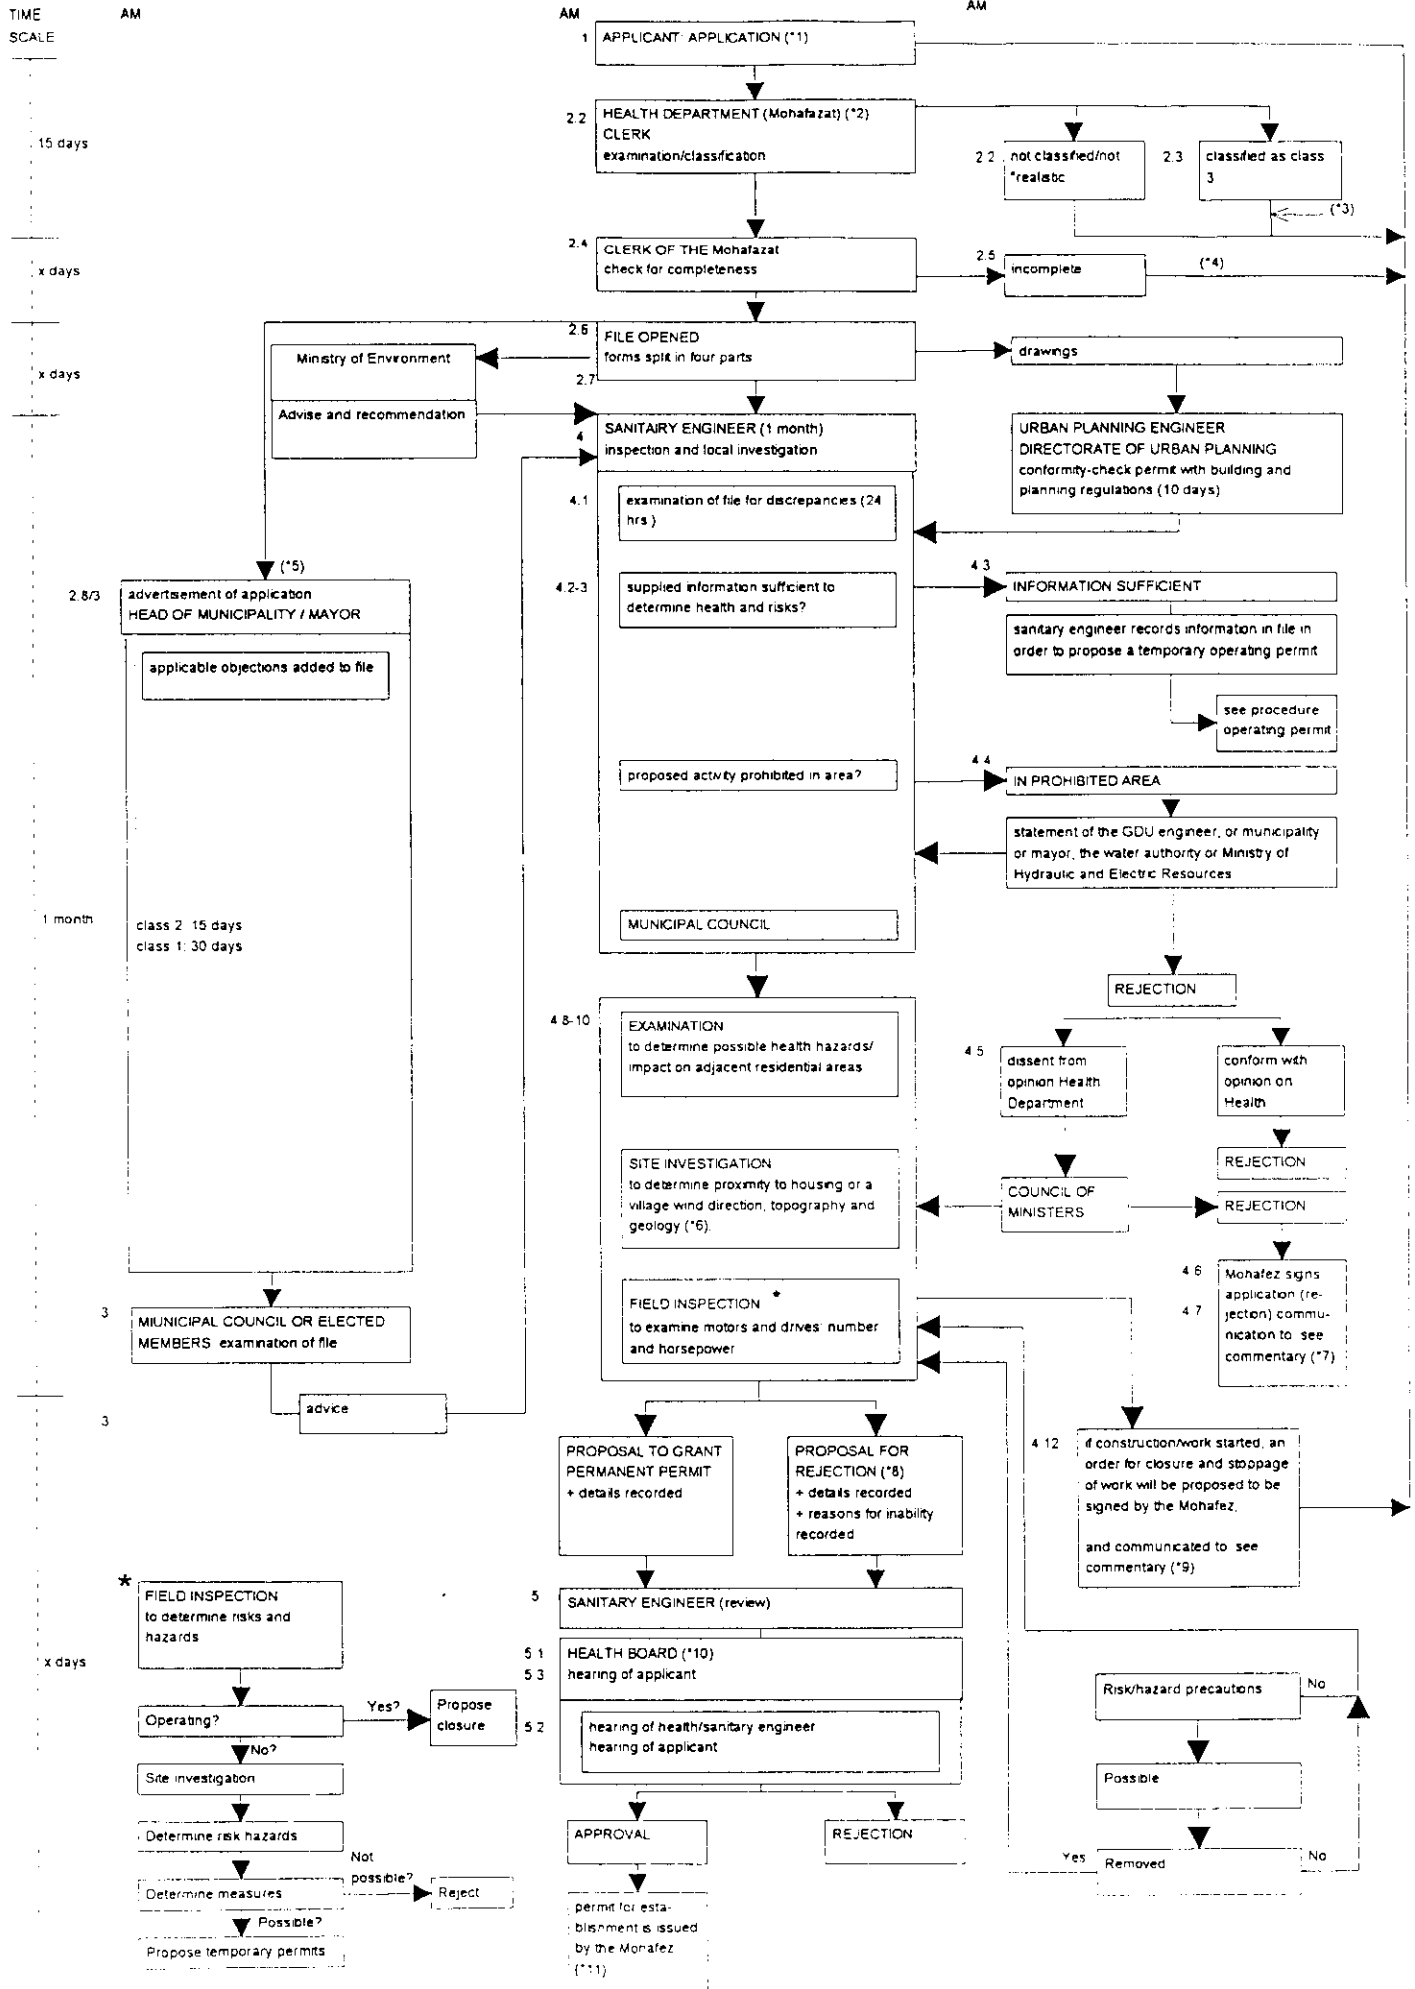 TIME
SCALE
AM
AM
AM
1
APPLICANT: APPLICATION (*1)
15 days
2.2
HEALTH DEPARTMENT (Mohafazat) (*2)
CLERK
examination/classification
2.2
not classified/not
*realistic
2.3
classified as class
3
(*3)
x days
2.4
CLERK OF THE Mohafazat
check for completeness
2.5
incomplete
(*4)
x days
2.6
FILE OPENED
forms split in four parts
2.7
Ministry of Environment
Advise and recommendation
drawings
4
SANITAIRY ENGINEER (1 month)
inspection and local investigation
URBAN PLANNING ENGINEER
DIRECTORATE OF URBAN PLANNING
conformity-check permit with building and
planning regulations (10 days)
4.1
examination of file for discrepancies (24
hrs.)
(*5)
2.8/3
advertisement of application
HEAD OF MUNICIPALITY / MAYOR
applicable objections added to file
4.2-3
supplied information sufficient to
determine health and risks?
4.3
INFORMATION SUFFICIENT
sanitary engineer records information in file in
order to propose a temporary operating permit
see procedure
operating permit
proposed activity prohibited in area?
4.4
IN PROHIBITED AREA
statement of the GDU engineer, or municipality
or mayor, the water authority or Ministry of
Hydraulic and Electric Resources
1 month
class 2: 15 days
class 1: 30 days
MUNICIPAL COUNCIL
REJECTION
4.8-10
EXAMINATION
to determine possible health hazards/
impact on adjacent residential areas
4.5
dissent from
opinion Health
Department
conform with
opinion on
Health
REJECTION
SITE INVESTIGATION
to determine proximity to housing or a
village wind direction, topography and
geology (*6).
COUNCIL OF
MINISTERS
REJECTION
4.6
4.7
Mohafez signs
application (re-
jection) commu-
nication to: see
commentary (*7)
FIELD INSPECTION *
to examine motors and drives: number
and horsepower
3
MIUNICIPAL COUNCIL OR ELECTED
MEMBERS: examination of file
3
advice
PROPOSAL TO GRANT
PERMANENT PERMIT
+ details recorded
PROPOSAL FOR
REJECTION (*8)
+ details recorded
+ reasons for inability
recorded
4.12
if construction/work started, an
order for closure and stoppage
of work will be proposed to be
signed by the Mohafez,
and communicated to: see
commentary (*9)
*
FIELD INSPECTION
to determine risks and
hazards
5
SANITARY ENGINEER (review)
x days
5.1
5.3
HEALTH BOARD (*10)
hearing of applicant
5.2
hearing of health/sanitary engineer
hearing of applicant
Operating?
Yes?
Propose
closure
No?
Site investigation
Determine risk hazards
Not
possible?
Determine measures
Reject
Possible?
Propose temporary permits
APPROVAL
REJECTION
permit for esta-
blishment is issued
by the Mohafez
(*11)
Risk/hazard precautions
No
Possible
Yes
Removed
No